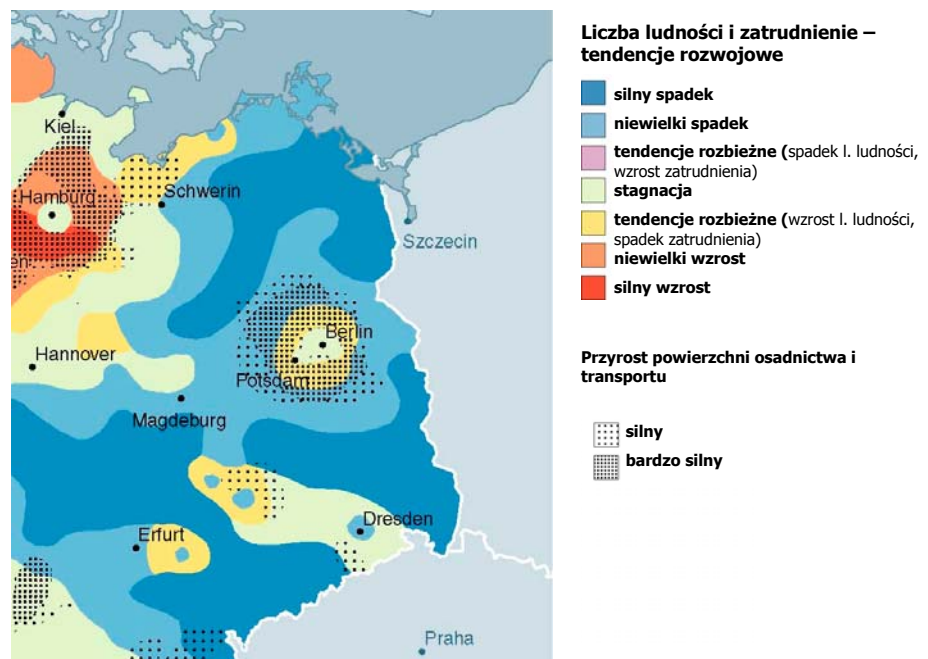 Kiel
Hamburg
en
Schwerin
Szczecin
Berlin
Hannover
Potsdam
Magdeburg
Dresden
Erfurt
Praha
Liczba ludności i zatrudnienie –
tendencje rozwojowe
silny spadek
niewielki spadek
tendencje rozbieżne (spadek l. ludności,
wzrost zatrudnienia)
stagnacja
tendencje rozbieżne (wzrost l. ludności,
spadek zatrudnienia)
niewielki wzrost
silny wzrost
Przyrost powierzchni osadnictwa i
transportu
silny
bardzo silny